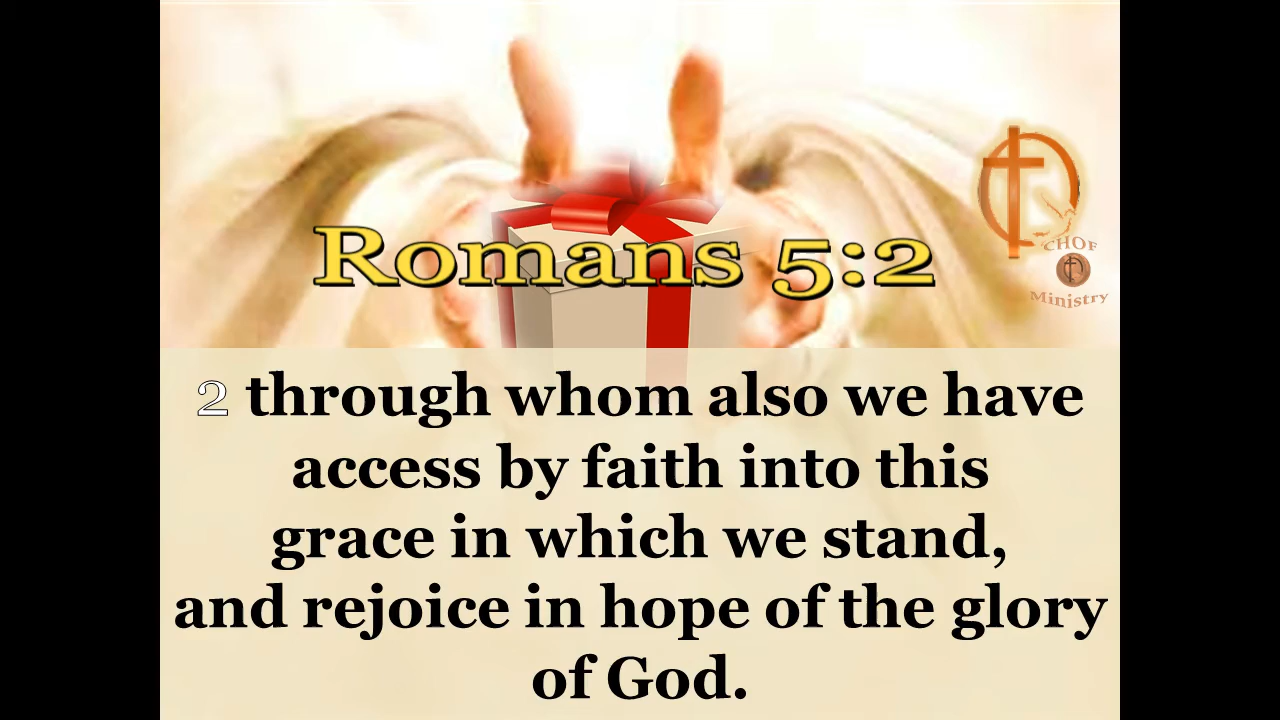 Romans 5:2
CHOF
Ministry
2 through whom also we have
access by faith into this
grace in which we stand,
and rejoice in hope of the glory
of God.